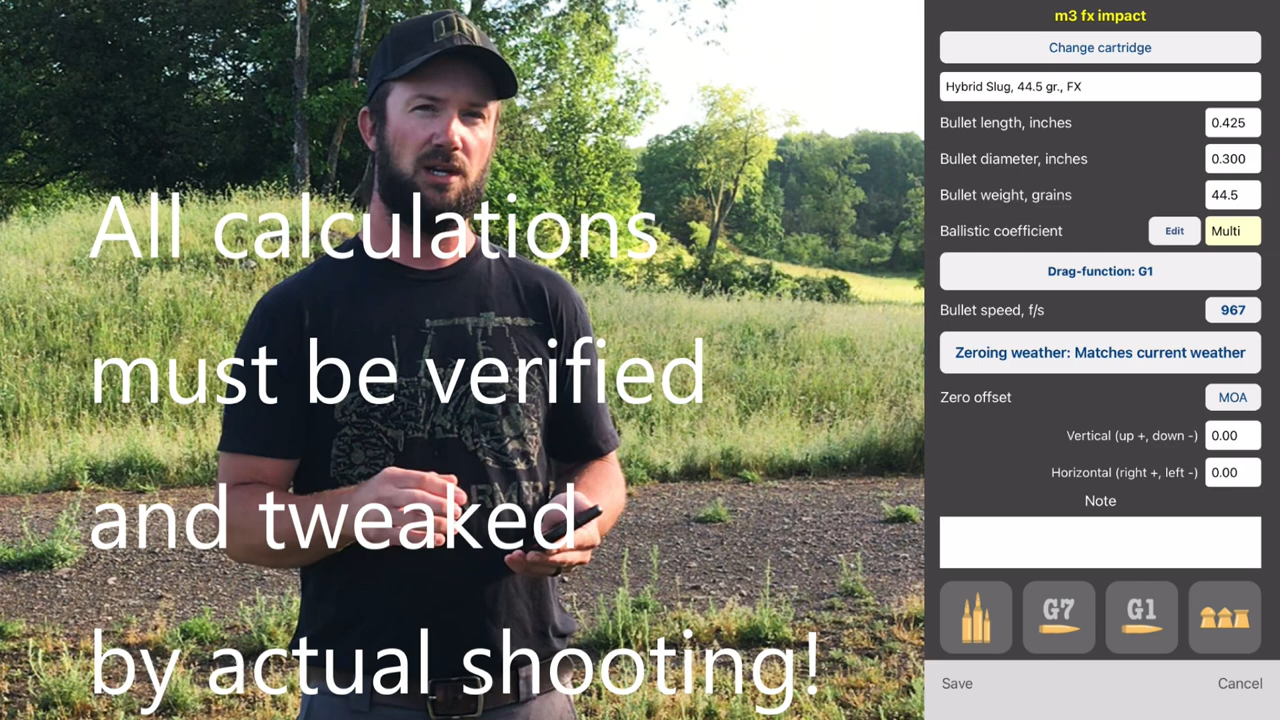 All calculations
must be verified
and tweaked
by actual shooting!
m3 fx impact
Change cartridge
Hybrid Slug, 44.5 gr., FX
Bullet length, inches 0.425
Bullet diameter, inches 0.300
Bullet weight, grains 44.5
Ballistic coefficient Edit Multi
Drag-function: G1
Bullet speed, f/s 967
Zeroing weather: Matches current weather
Zero offset MOA
Vertical (up +, down -) 0.00
Horizontal (right +, left -) 0.00
Note
G7 G1
Save Cancel